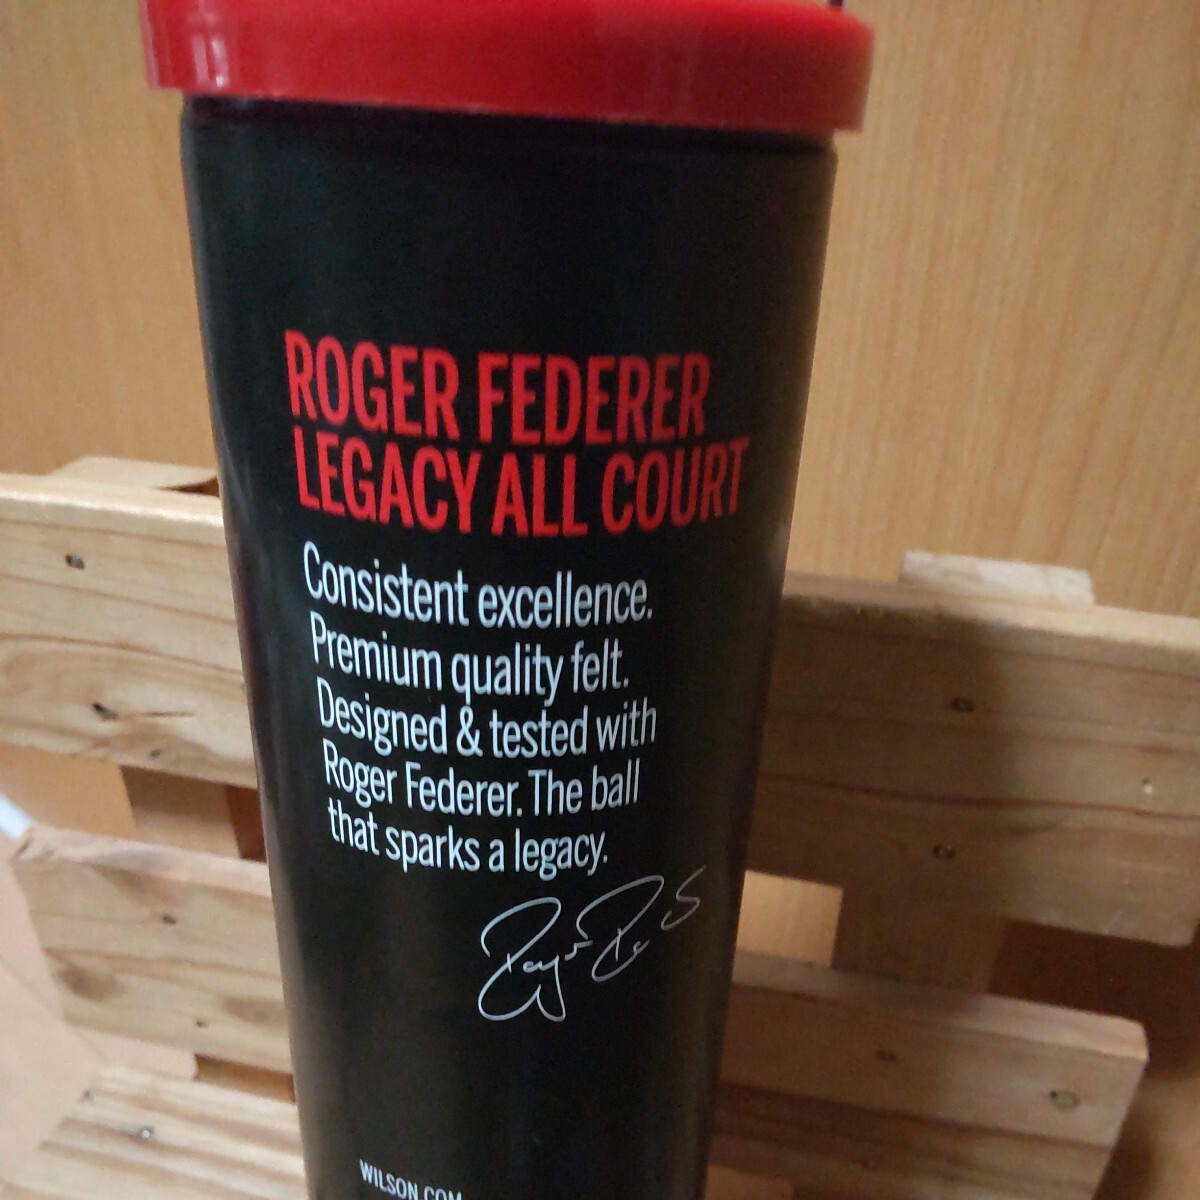 ROGER FEDERER
LEGACY ALL COURT
Consistent excellence.
Premium quality felt.
Designed & tested with
Roger Federer. The ball
that sparks a legacy.
WILSON.COM